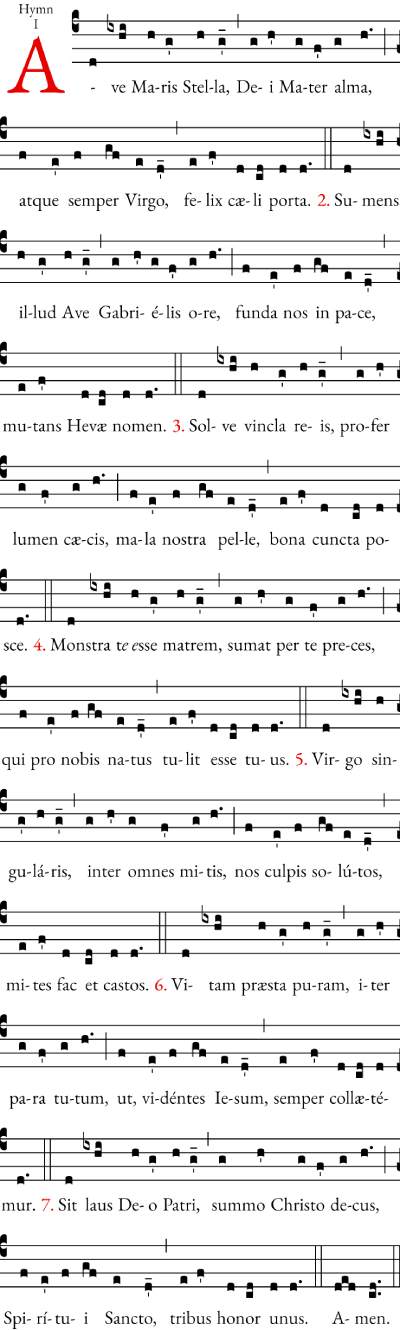 Hymn
I
A - ve Ma-ris Stel-la, De- i Ma-ter alma,
atque semper Virgo, fe- lix cæ-li porta. 2. Su- mens
il-lud Ave Gabri- é-lis o-re, funda nos in pa-ce,
mu-tans Hevæ nomen. 3. Sol- ve vincla re- is, pro-fer
lumen cæ-cis, ma-la nostra pel-le, bona cuncta po-
sce. 4. Monstra te esse matrem, sumat per te pre-ces,
qui pro nobis na-tus tu-lit esse tu- us. 5. Vir- go sin-
gu-lá-ris, inter omnes mi-tis, nos culpis so- lú-tos,
mi-tes fac et castos. 6. Vi- tam præsta pu-ram, i-ter
pa-ra tu-tum, ut, vi-déntes Ie-sum, semper collæ-té-
mur. 7. Sit laus De- o Patri, summo Christo de-cus,
Spi- rí-tu- i Sancto, tribus honor unus. A- men.